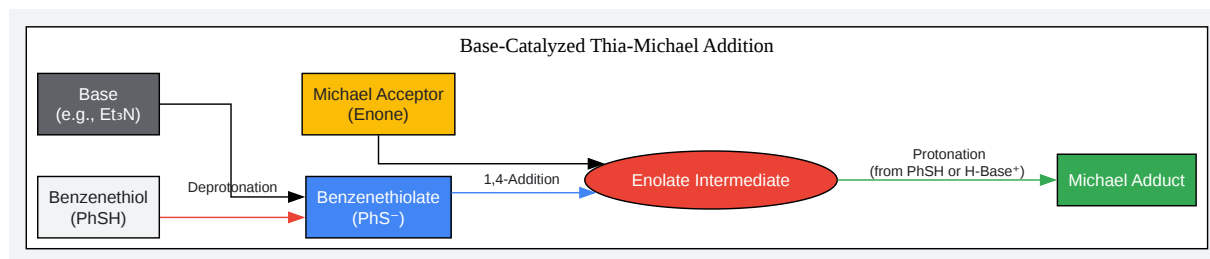 Base-Catalyzed Thia-Michael Addition
Base
(e.g., Et₃N)
Michael Acceptor
(Enone)
Benzenethiol
(PhSH)
Deprotonation
Benzenethiolate
(PhS⁻)
1,4-Addition
Enolate Intermediate
Protonation
(from PhSH or H-Base⁺)
Michael Adduct